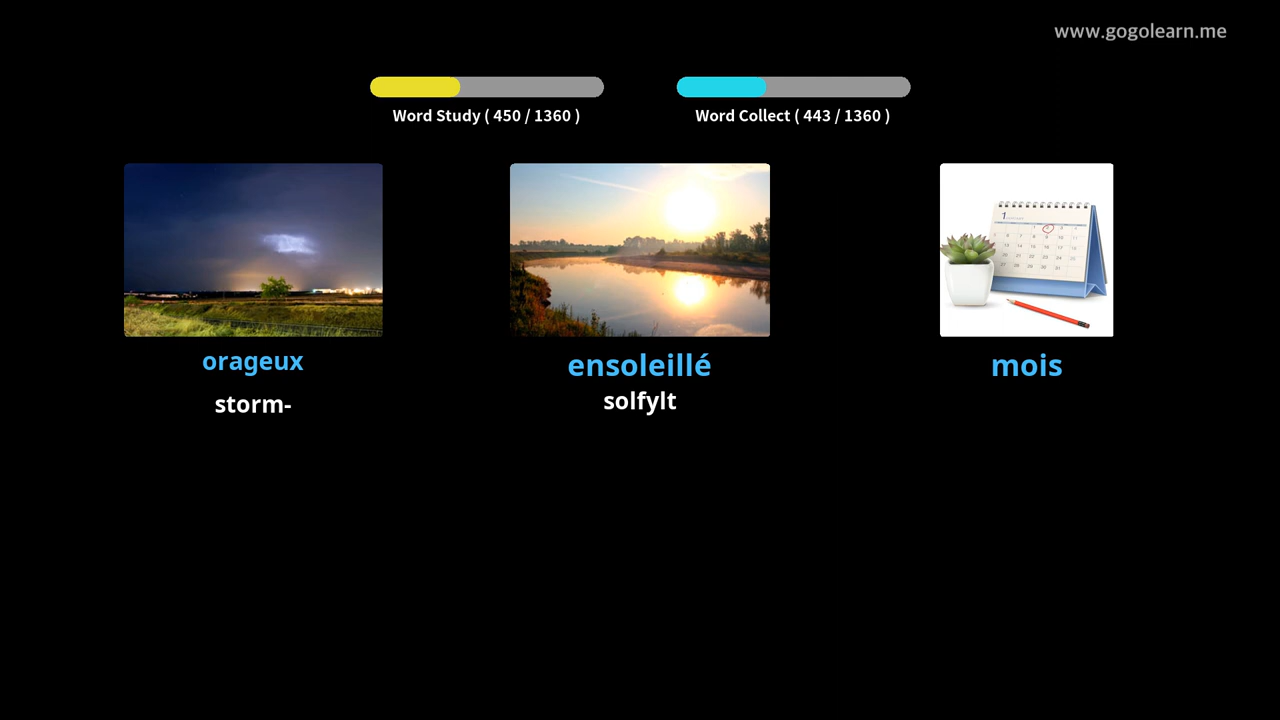 www.gogolearn.me
Word Study ( 450 / 1360 )
Word Collect ( 443 / 1360 )
orageux
storm-
ensoleillé
solfylt
mois